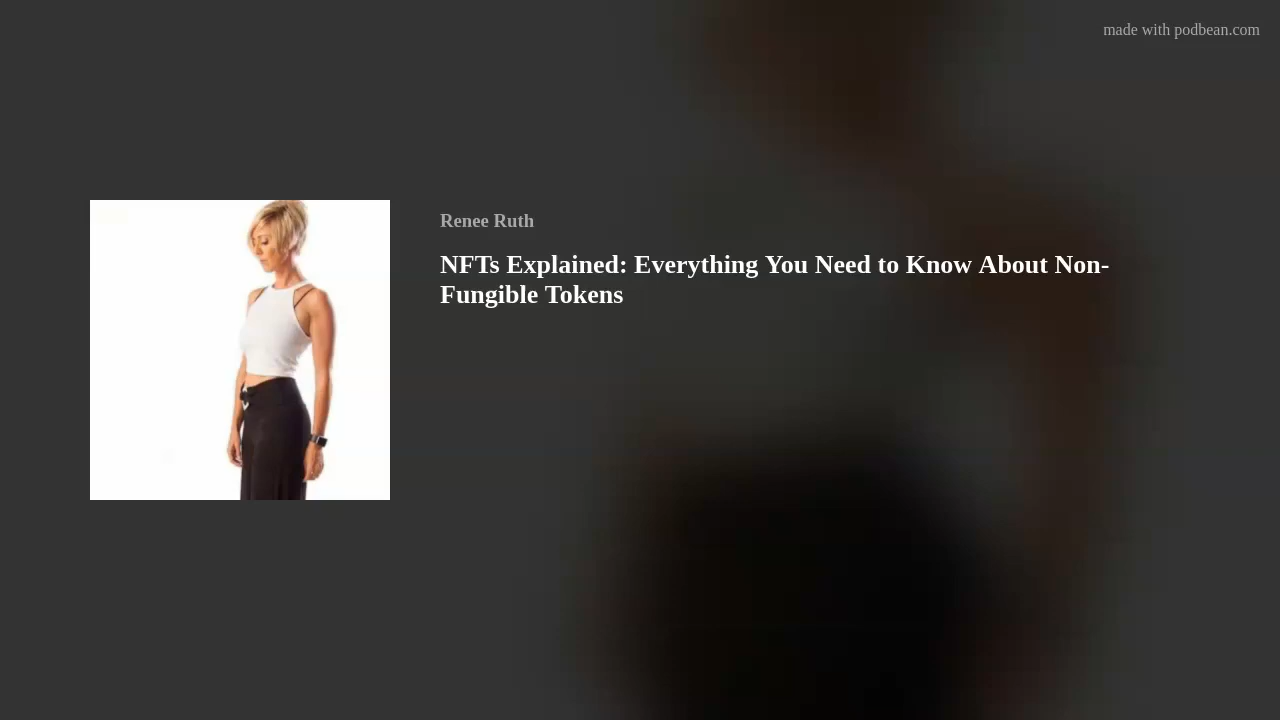 made with podbean.com
Renee Ruth
NFTs Explained: Everything You Need to Know About Non-
Fungible Tokens